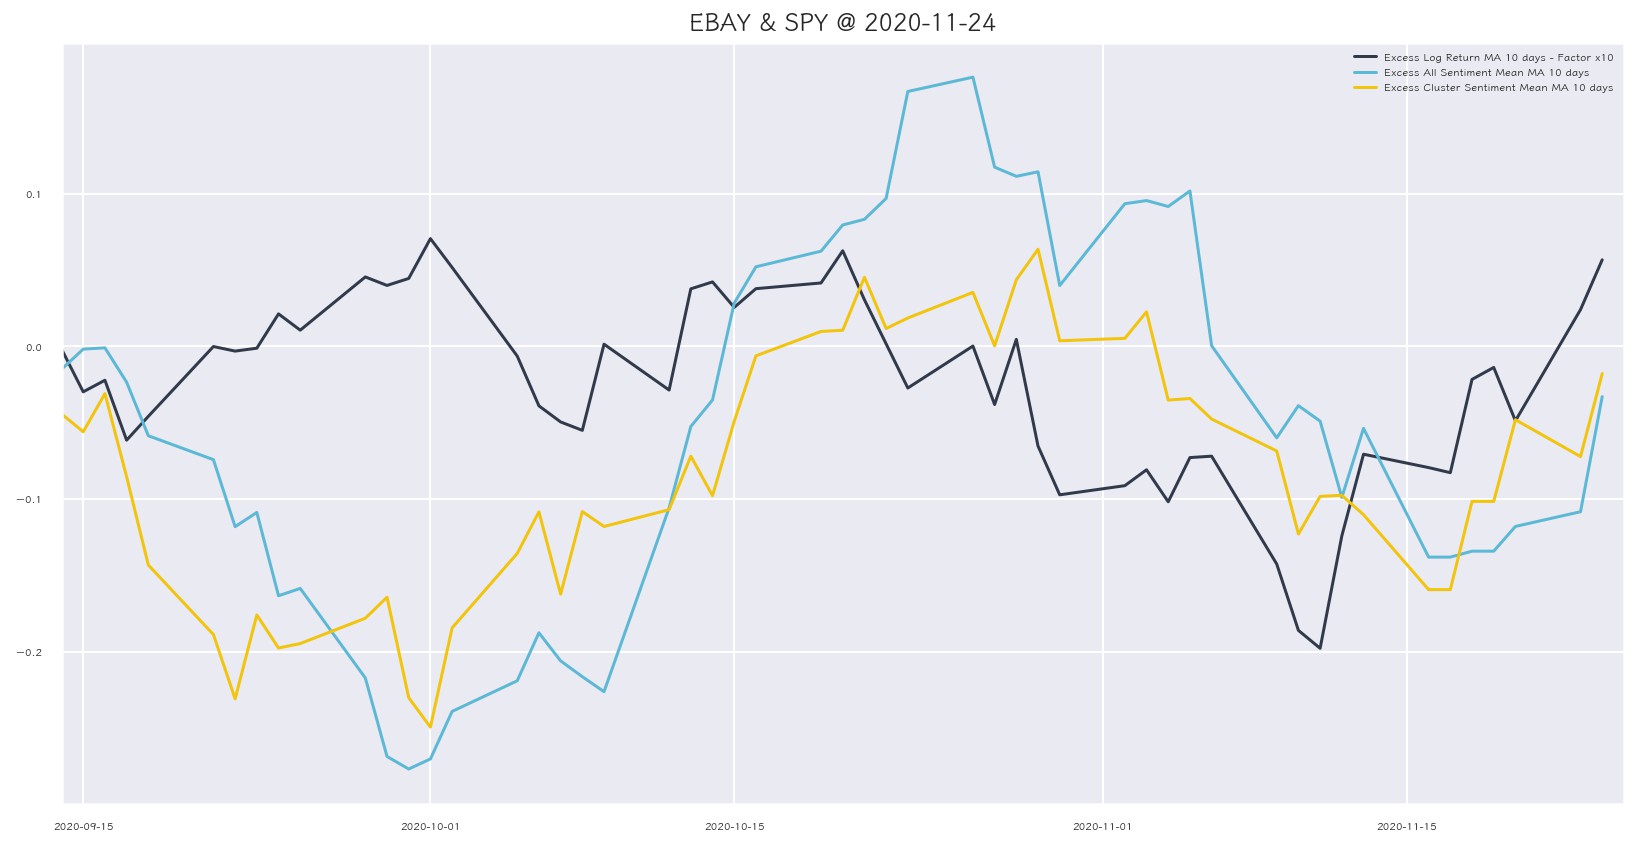 EBAY & SPY @ 2020-11-24
Excess Log Return MA 10 days - Factor x10
Excess All Sentiment Mean MA 10 days
Excess Cluster Sentiment Mean MA 10 days
0.1
0.0
−0.1
−0.2
2020-09-15
2020-10-01
2020-10-15
2020-11-01
2020-11-15